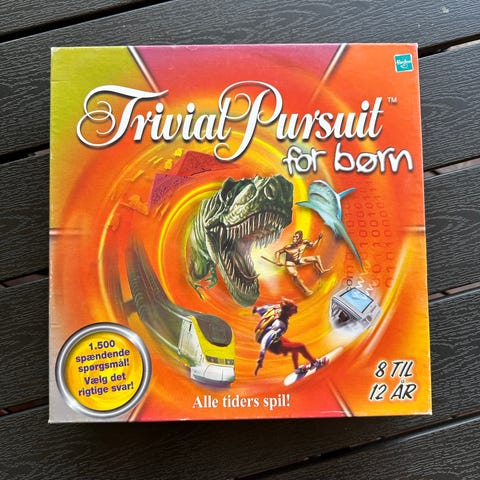 Hasbro
Trivial Pursuit™
for børn
1.500
spændende
spørgsmål!
Vælg det
rigtige svar!
Alle tiders spil!
8 TIL
12 ÅR